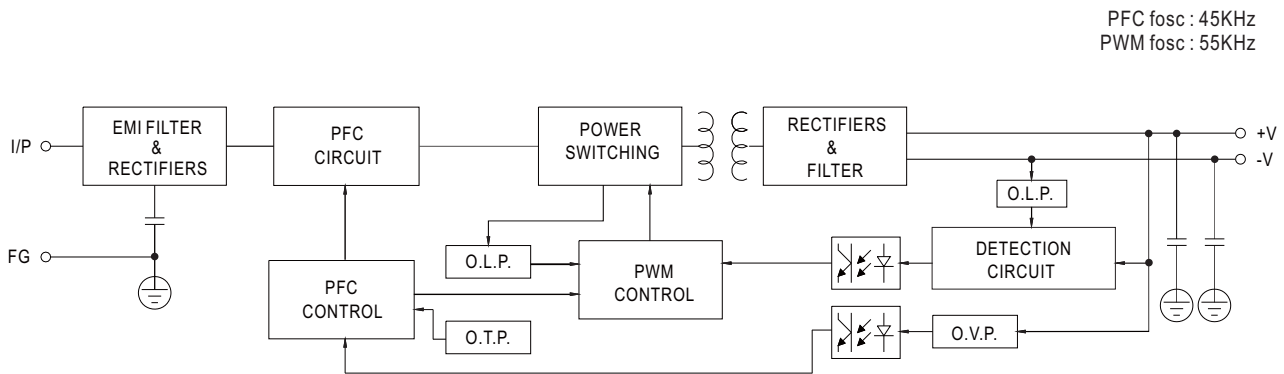 PFC fosc : 45KHz
PWM fosc : 55KHz
I/P
EMI FILTER
&
RECTIFIERS
PFC
CIRCUIT
POWER
SWITCHING
RECTIFIERS
&
FILTER
+V
-V
O.L.P.
FG
O.L.P.
PFC
CONTROL
PWM
CONTROL
DETECTION
CIRCUIT
O.T.P.
O.V.P.